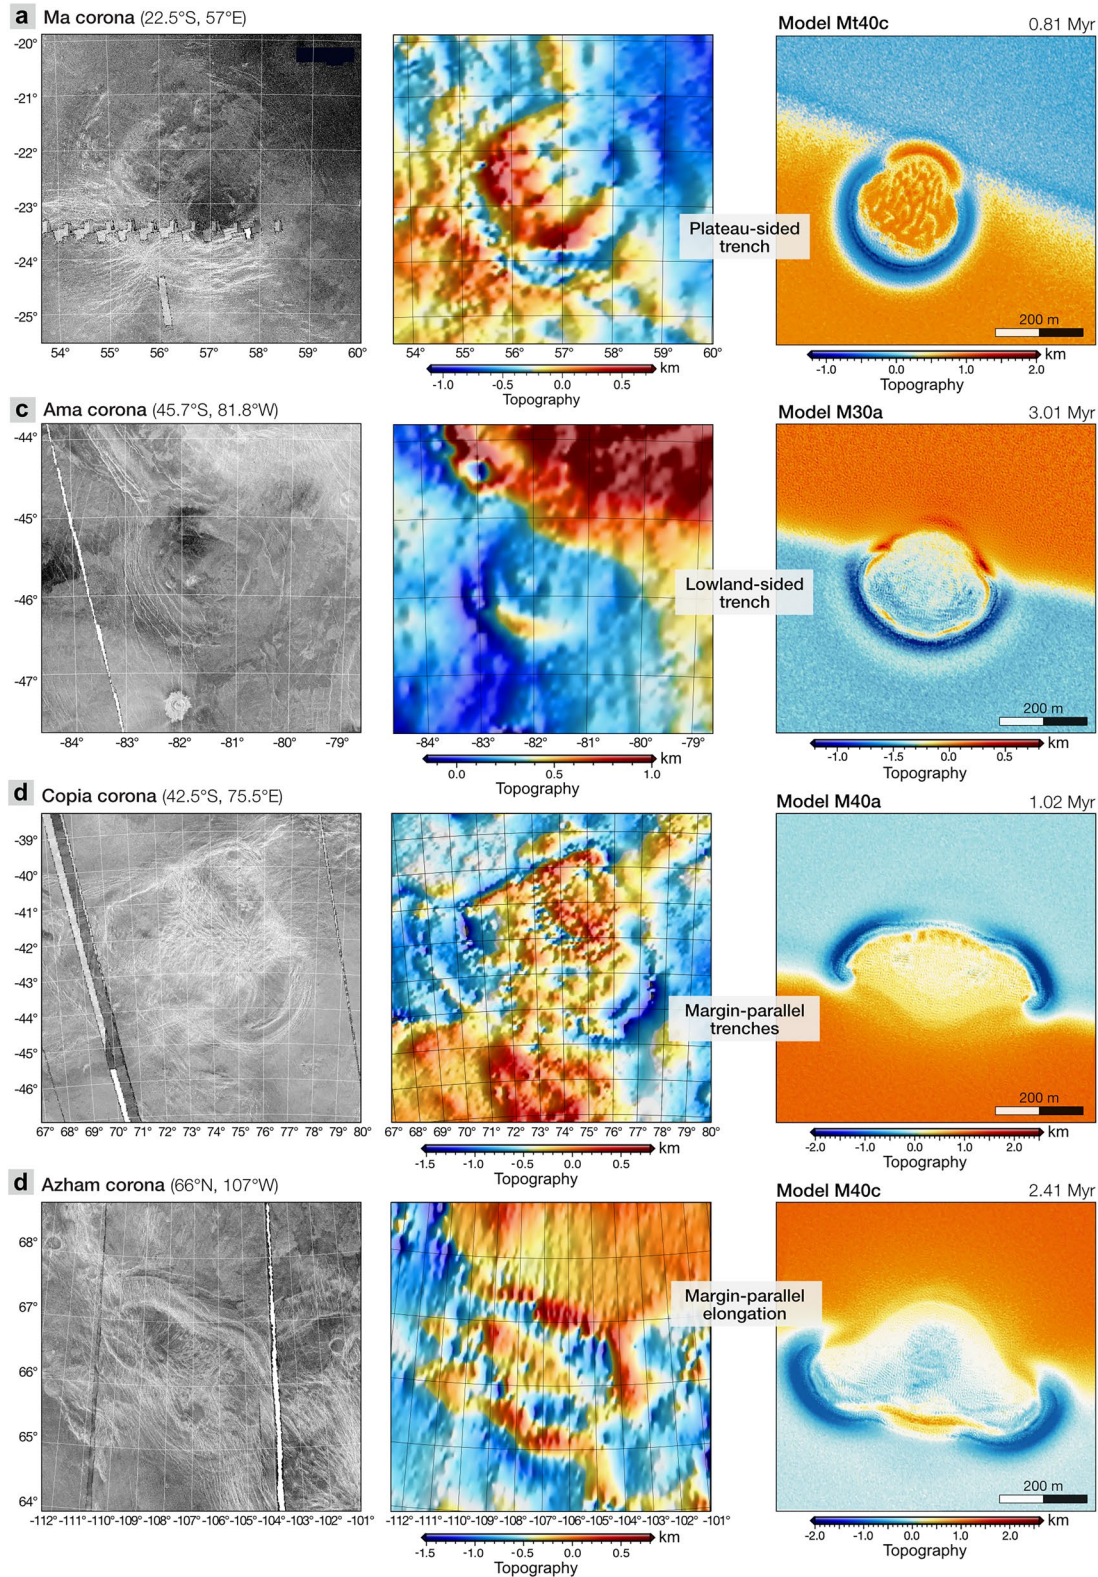 a Ma corona (22.5°S, 57°E)
Model Mt40c 0.81 Myr
-20°
-21°
-22°
-23°
-24°
-25°
54° 55° 56° 57° 58° 59° 60°
54° 55° 56° 57° 58° 59° 60°
-1.0 -0.5 0.0 0.5 km
Topography
Plateau-sided
trench
200 m
-1.0 0.0 1.0 2.0 km
Topography
c Ama corona (45.7°S, 81.8°W)
Model M30a 3.01 Myr
-44°
-45°
-46°
-47°
-84° -83° -82° -81° -80° -79°
-84° -83° -82° -81° -80° -79°
0.0 0.5 1.0 km
Topography
Lowland-sided
trench
200 m
-1.0 -1.5 0.0 0.5 km
Topography
d Copia corona (42.5°S, 75.5°E)
Model M40a 1.02 Myr
-39°
-40°
-41°
-42°
-43°
-44°
-45°
-46°
67° 68° 69° 70° 71° 72° 73° 74° 75° 76° 77° 78° 79° 80°
67° 68° 69° 70° 71° 72° 73° 74° 75° 76° 77° 78° 79° 80°
-1.5 -1.0 -0.5 0.0 0.5 km
Topography
Margin-parallel
trenches
200 m
-2.0 -1.0 0.0 1.0 2.0 km
Topography
d Azham corona (66°N, 107°W)
Model M40c 2.41 Myr
68°
67°
66°
65°
64°
-112° -111° -110° -109° -108° -107° -106° -105° -104° -103° -102° -101°
-112° -111° -110° -109° -108° -107° -106° -105° -104° -103° -102° -101°
-1.5 -1.0 -0.5 0.0 0.5 km
Topography
Margin-parallel
elongation
200 m
-2.0 -1.0 0.0 1.0 2.0 km
Topography